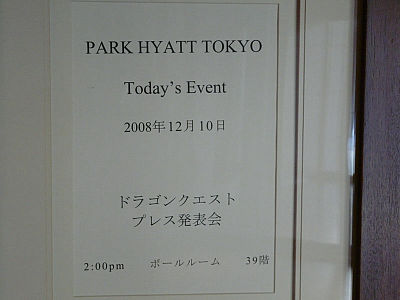 PARK HYATT TOKYO
Today's Event
2008年12月10日
ドラゴンクエスト
プレス発表会
2:00pm ボールルーム 39階